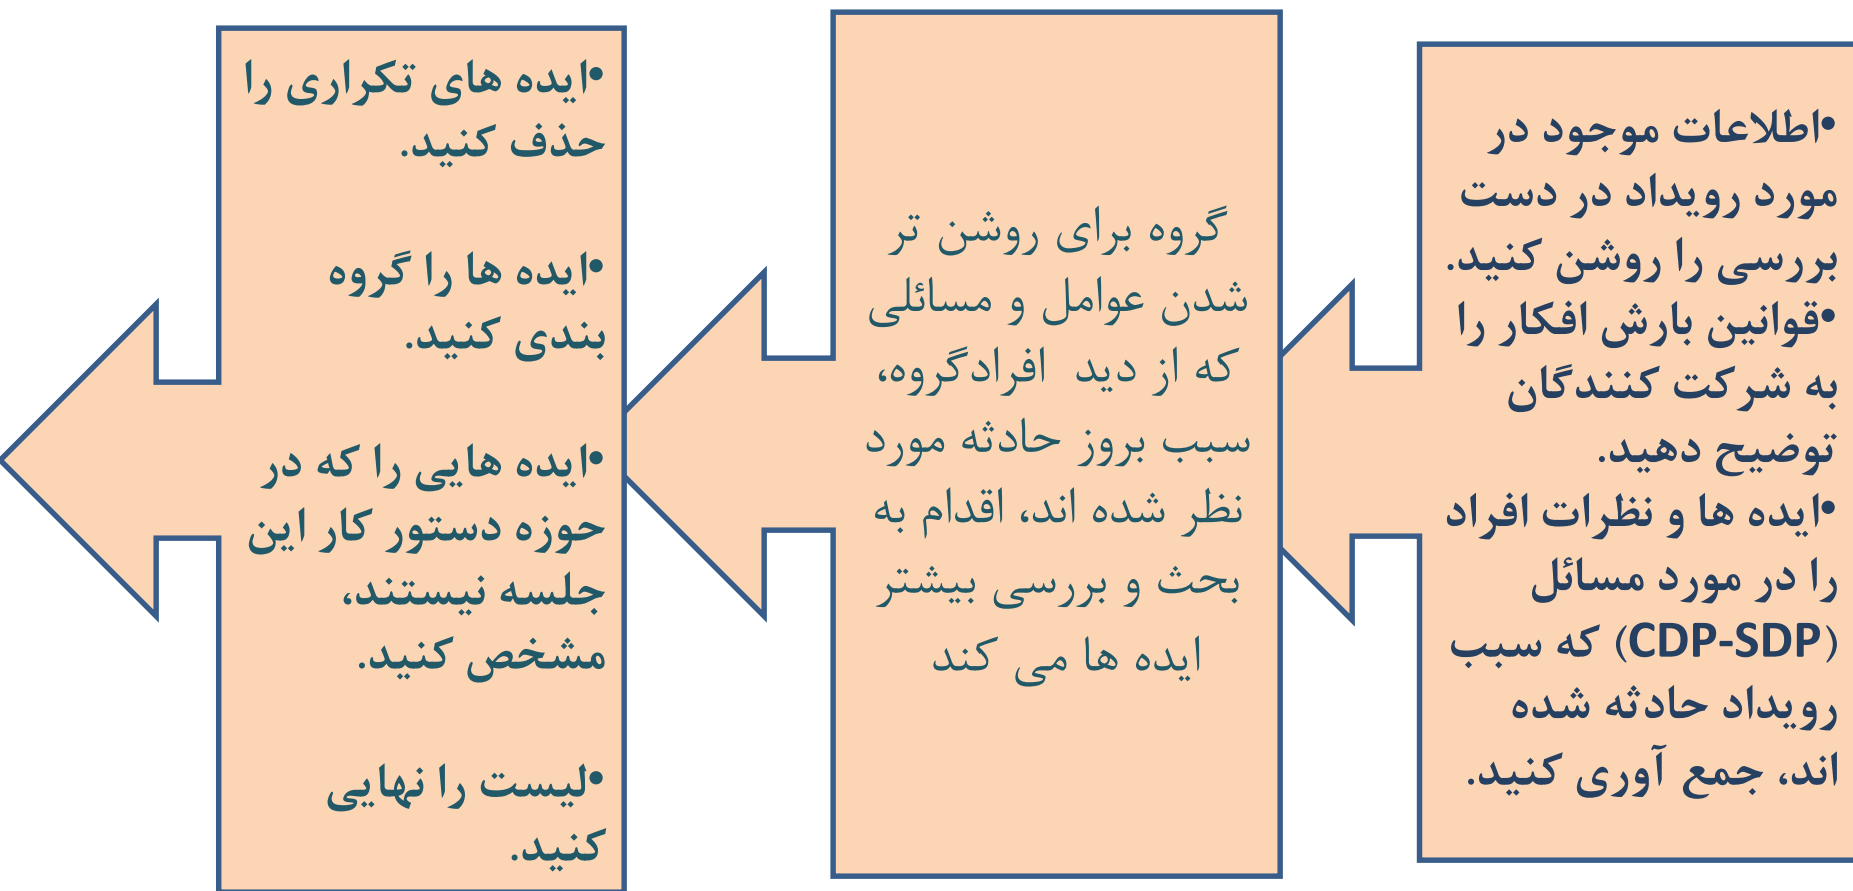 •اطلاعات موجود در
مورد رویداد در دست
بررسی را روشن کنید.
•قوانین بارش افکار را
به شرکت کنندگان
توضیح دهید.
•ایده ها و نظرات افراد
را در مورد مسائل
(CDP-SDP) که سبب
رویداد حادثه شده
اند، جمع آوری کنید.
گروه برای روشن تر
شدن عوامل و مسائلی
که از دید افرادگروه،
سبب بروز حادثه مورد
نظر شده اند، اقدام به
بحث و بررسی بیشتر
ایده ها می کند
•ایده های تکراری را
حذف کنید.
•ایده ها را گروه
بندی کنید.
•ایده هایی را که در
حوزه دستور کار این
جلسه نیستند،
مشخص کنید.
•لیست را نهایی
کنید.